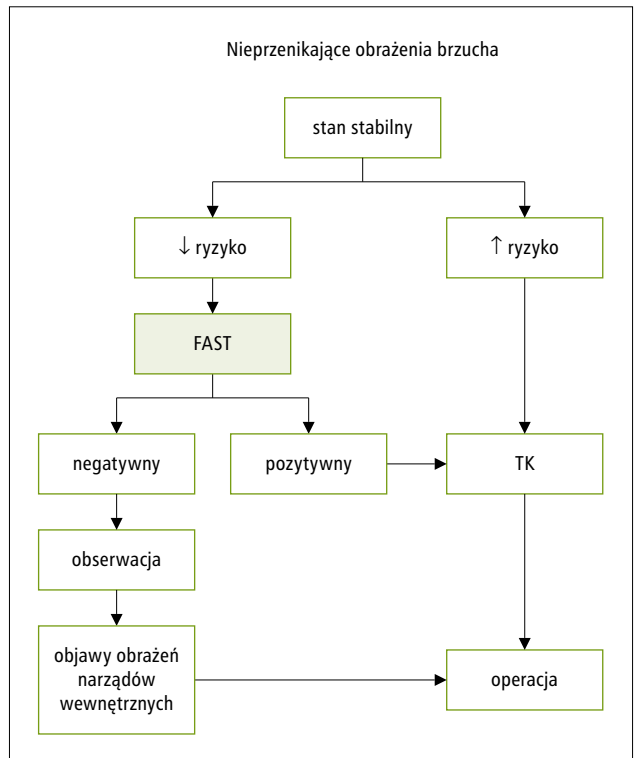 Nieprzenikające obrażenia brzucha
stan stabilny
↓ ryzyko
↑ ryzyko
FAST
negatywny
pozytywny
TK
obserwacja
objawy obrażeń
narządów
wewnętrznych
operacja